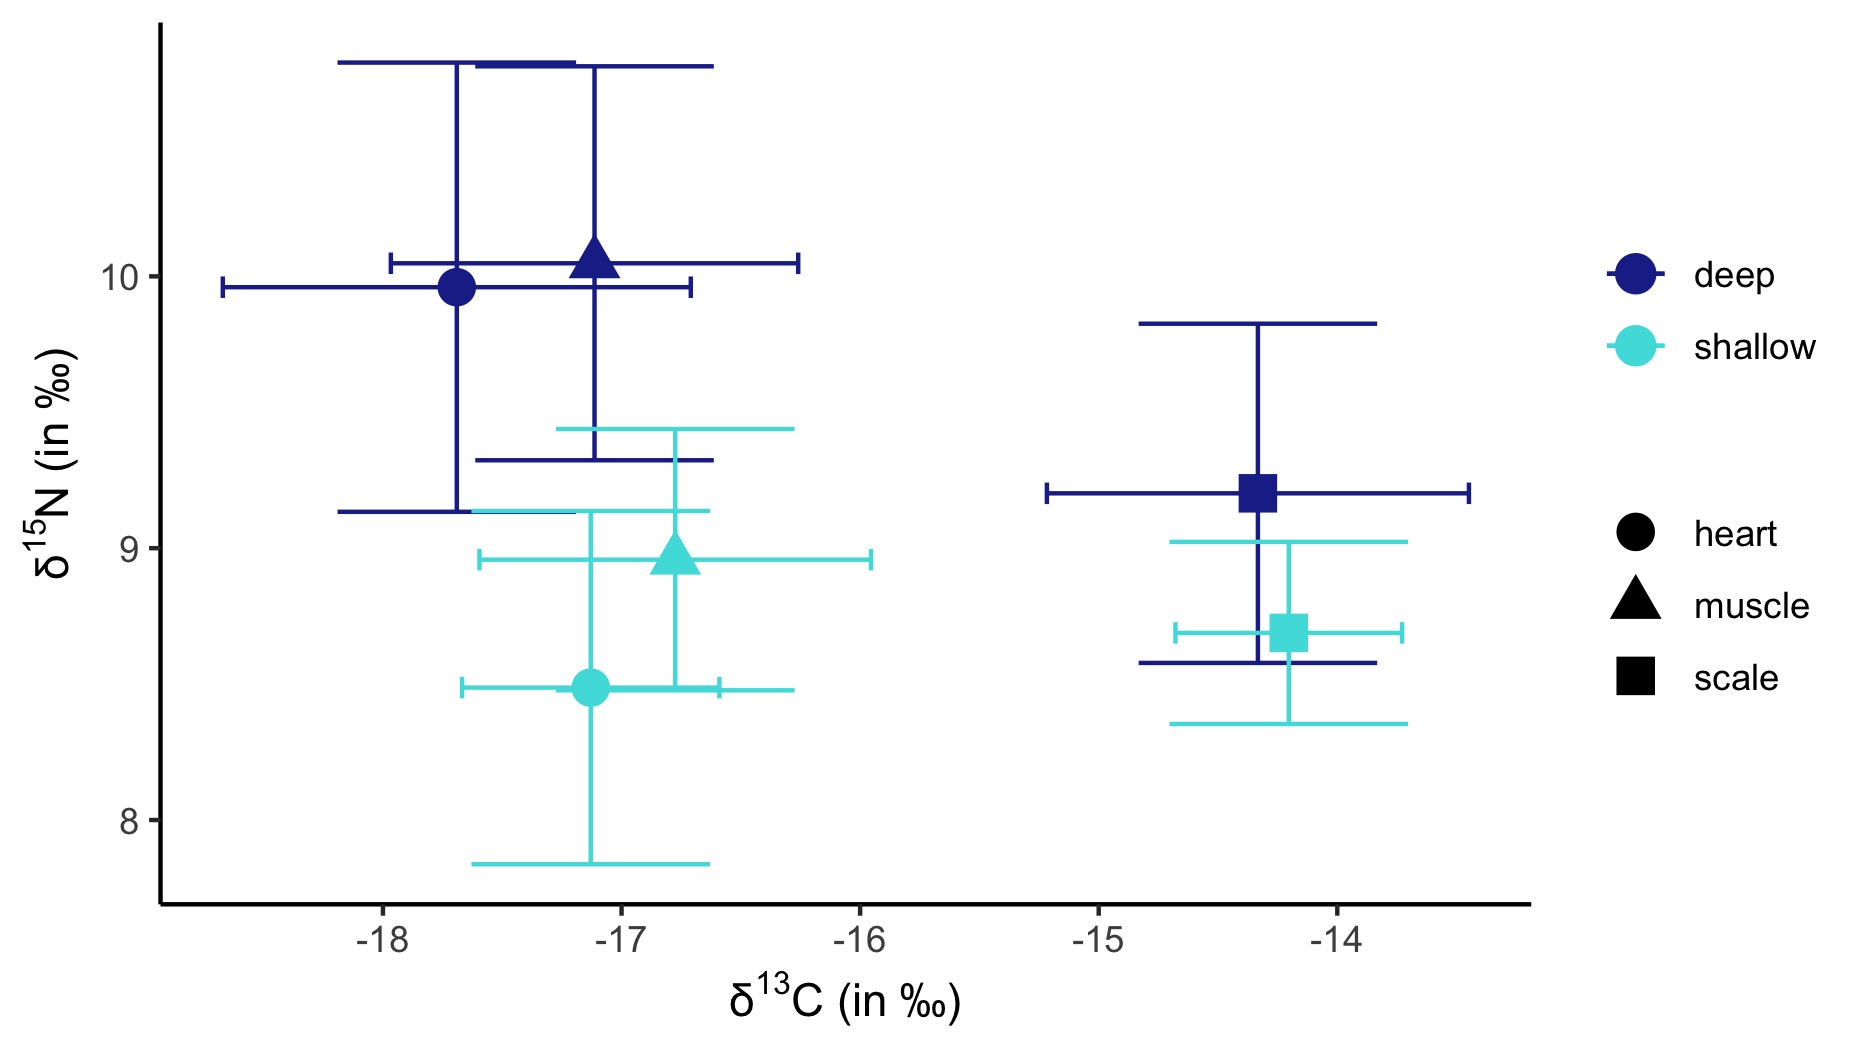 10
9
8
δ¹⁵N (in ‰)
-18 -17 -16 -15 -14
δ¹³C (in ‰)
deep
shallow
heart
muscle
scale